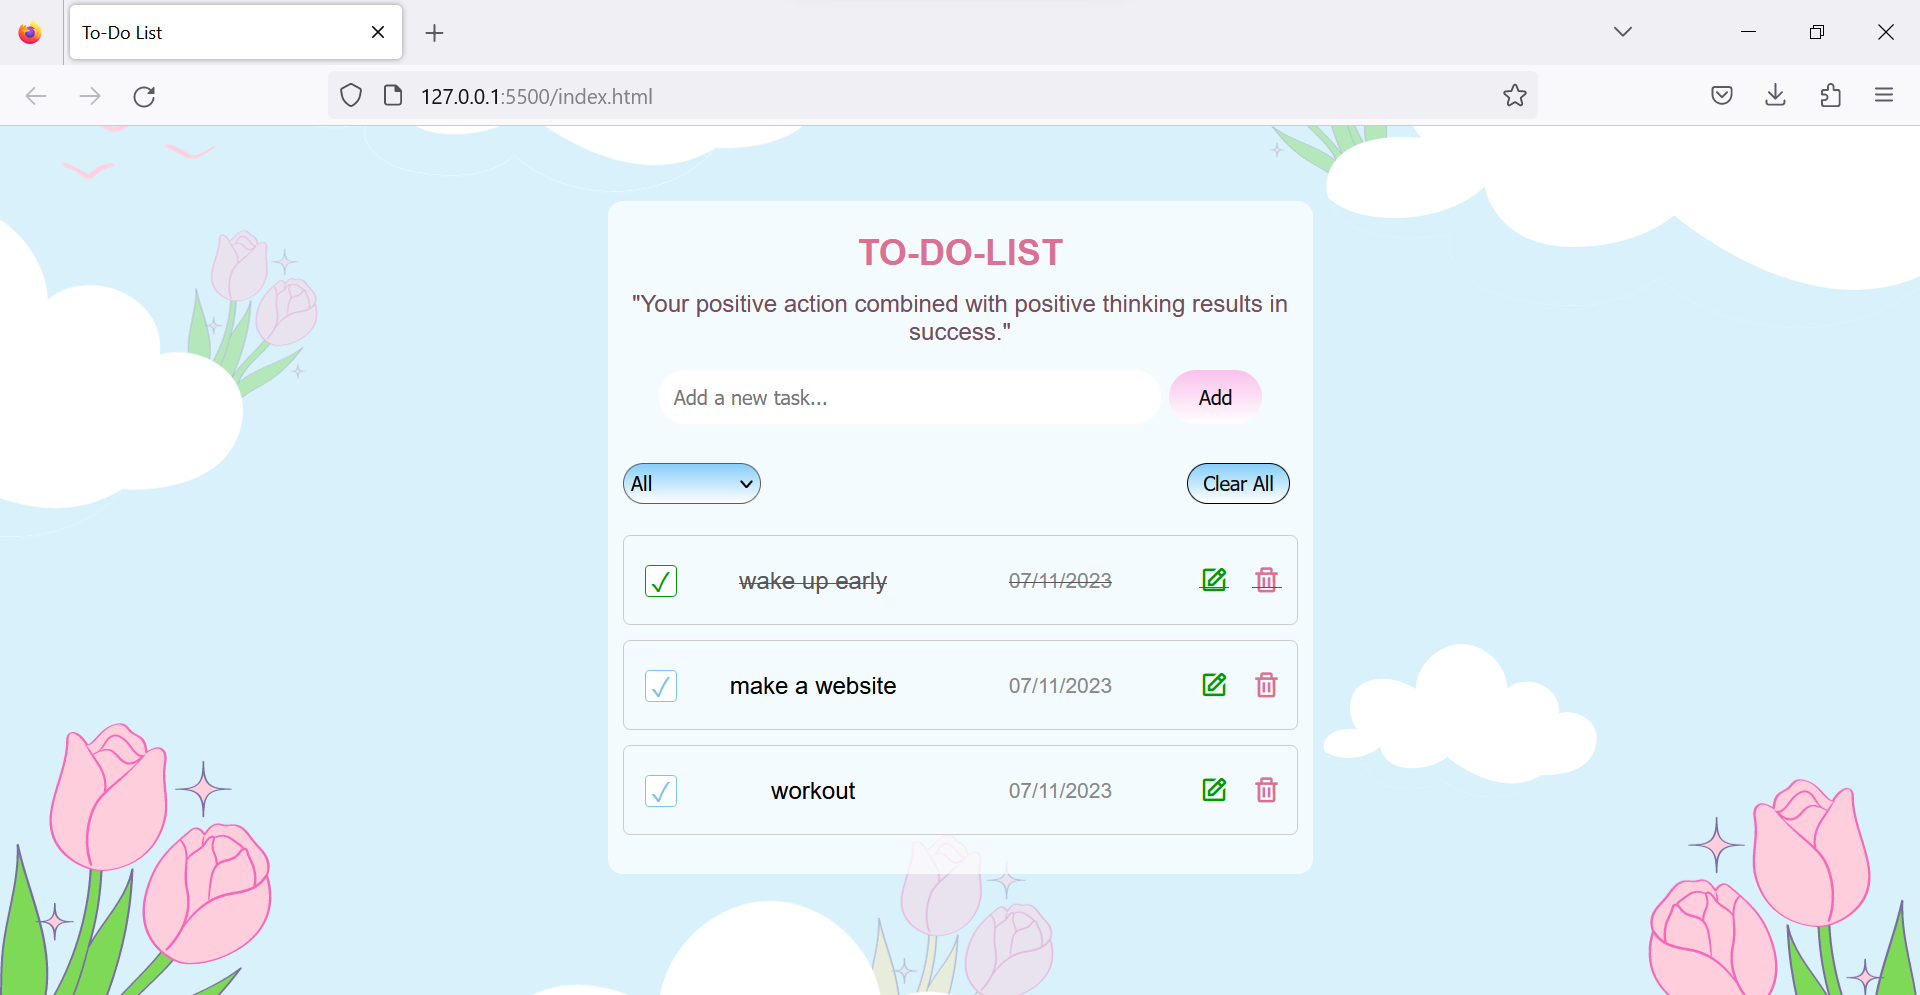 To-Do List
127.0.0.1:5500/index.html
TO-DO-LIST
"Your positive action combined with positive thinking results in
success."
Add a new task...
Add
All
Clear All
wake up early
07/11/2023
make a website
07/11/2023
workout
07/11/2023